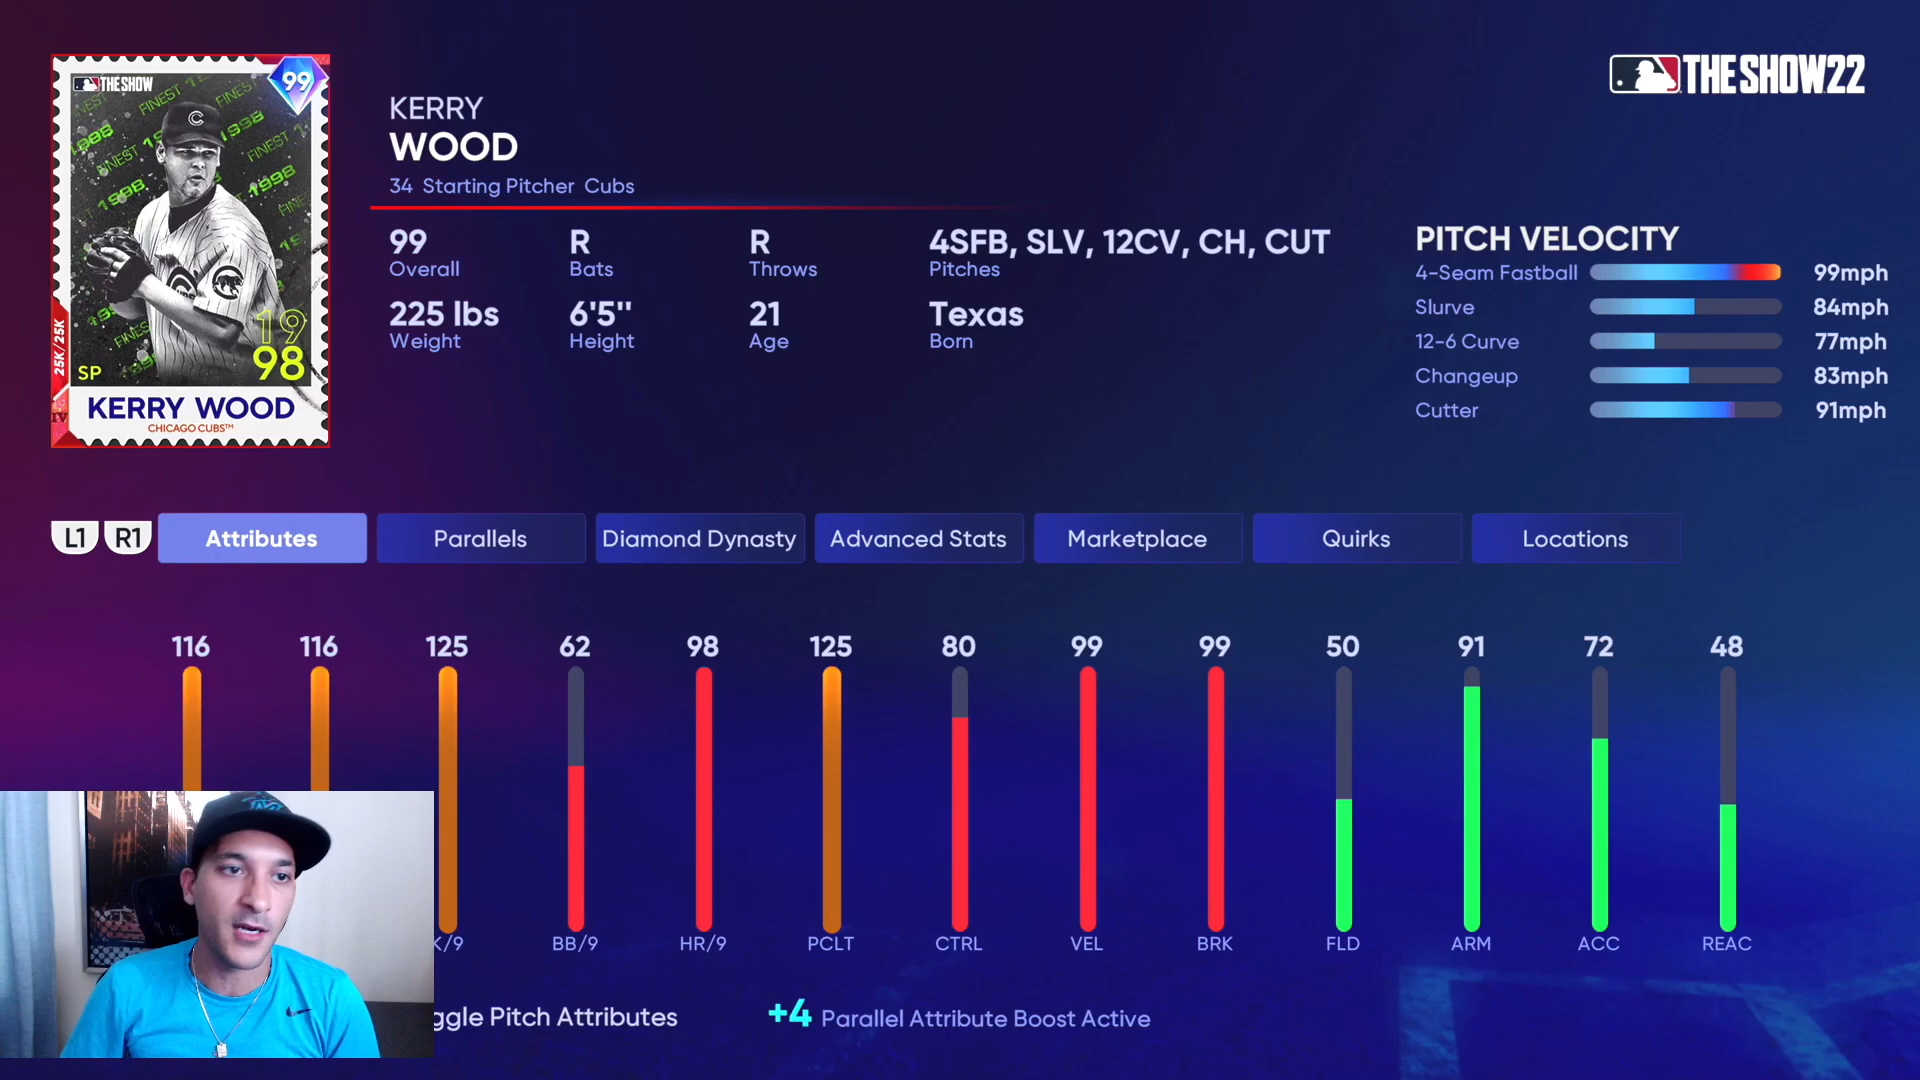 THE SHOW
99
FINEST 1998
25K/25K
IV
SP
19
98
KERRY WOOD
CHICAGO CUBS™
KERRY
WOOD
34 Starting Pitcher Cubs
99
Overall
R
Bats
R
Throws
4SFB, SLV, 12CV, CH, CUT
Pitches
225 lbs
Weight
6'5"
Height
21
Age
Texas
Born
THE SHOW 22
PITCH VELOCITY
4-Seam Fastball 99mph
Slurve 84mph
12-6 Curve 77mph
Changeup 83mph
Cutter 91mph
L1 R1 Attributes Parallels Diamond Dynasty Advanced Stats Marketplace Quirks Locations
116 116 125 62 98 125 80 99 99 50 91 72 48
K/9 BB/9 HR/9 PCLT CTRL VEL BRK FLD ARM ACC REAC
ggle Pitch Attributes
+4 Parallel Attribute Boost Active